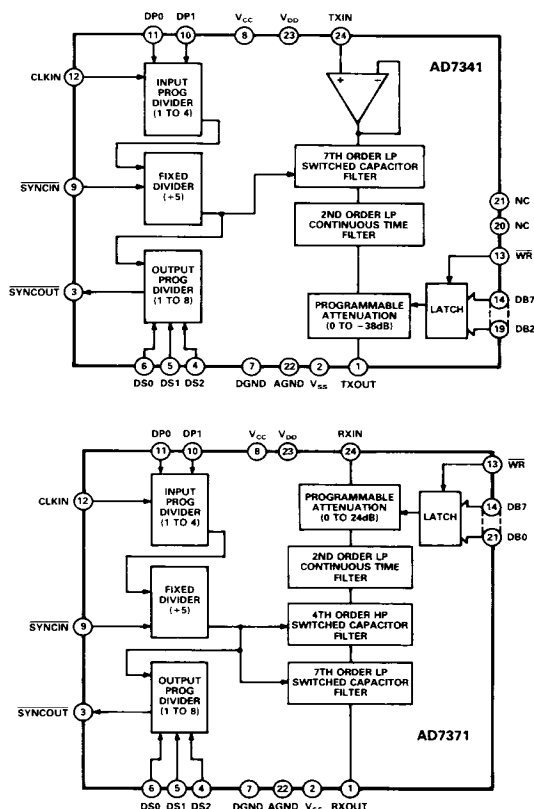 DP0 DP1 VCC VDD TXIN
11 10 8 23 24
AD7341
CLKIN 12
INPUT
PROG
DIVIDER
(1 TO 4)
+ −
7TH ORDER LP
SWITCHED CAPACITOR
FILTER
SYNCIN 9
FIXED
DIVIDER
(÷5)
21 NC
20 NC
2ND ORDER LP
CONTINUOUS TIME
FILTER
13 WR
OUTPUT
PROG
DIVIDER
(1 TO 8)
SYNCOUT 3
PROGRAMMABLE
ATTENUATION
(0 TO −38dB)
LATCH
14 DB7
19 DB2
6 5 4 7 22 2 1
DS0 DS1 DS2 DGND AGND VSS TXOUT
DP0 DP1 VCC VDD RXIN
11 10 8 23 24
13 WR
CLKIN 12
INPUT
PROG
DIVIDER
(1 TO 4)
PROGRAMMABLE
ATTENUATION
(0 TO 24dB)
LATCH
14 DB7
21 DB0
2ND ORDER LP
CONTINUOUS TIME
FILTER
SYNCIN 9
FIXED
DIVIDER
(÷5)
4TH ORDER HP
SWITCHED CAPACITOR
FILTER
OUTPUT
PROG
DIVIDER
(1 TO 8)
7TH ORDER LP
SWITCHED CAPACITOR
FILTER
SYNCOUT 3
AD7371
6 5 4 7 22 2 1
DS0 DS1 DS2 DGND AGND VSS RXOUT